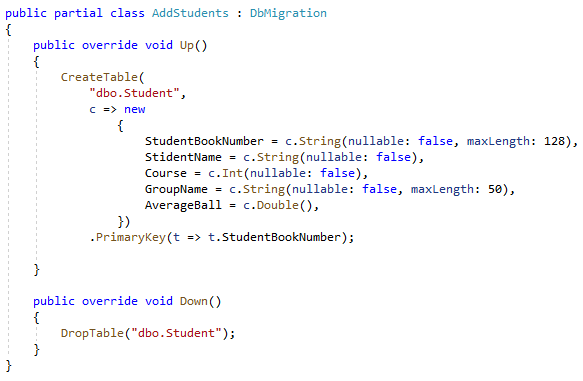 public partial class AddStudents : DbMigration
{
public override void Up()
{
CreateTable(
"dbo.Student",
c => new
{
StudentBookNumber = c.String(nullable: false, maxLength: 128),
StidentName = c.String(nullable: false),
Course = c.Int(nullable: false),
GroupName = c.String(nullable: false, maxLength: 50),
AverageBall = c.Double(),
})
.PrimaryKey(t => t.StudentBookNumber);
}
public override void Down()
{
DropTable("dbo.Student");
}
}